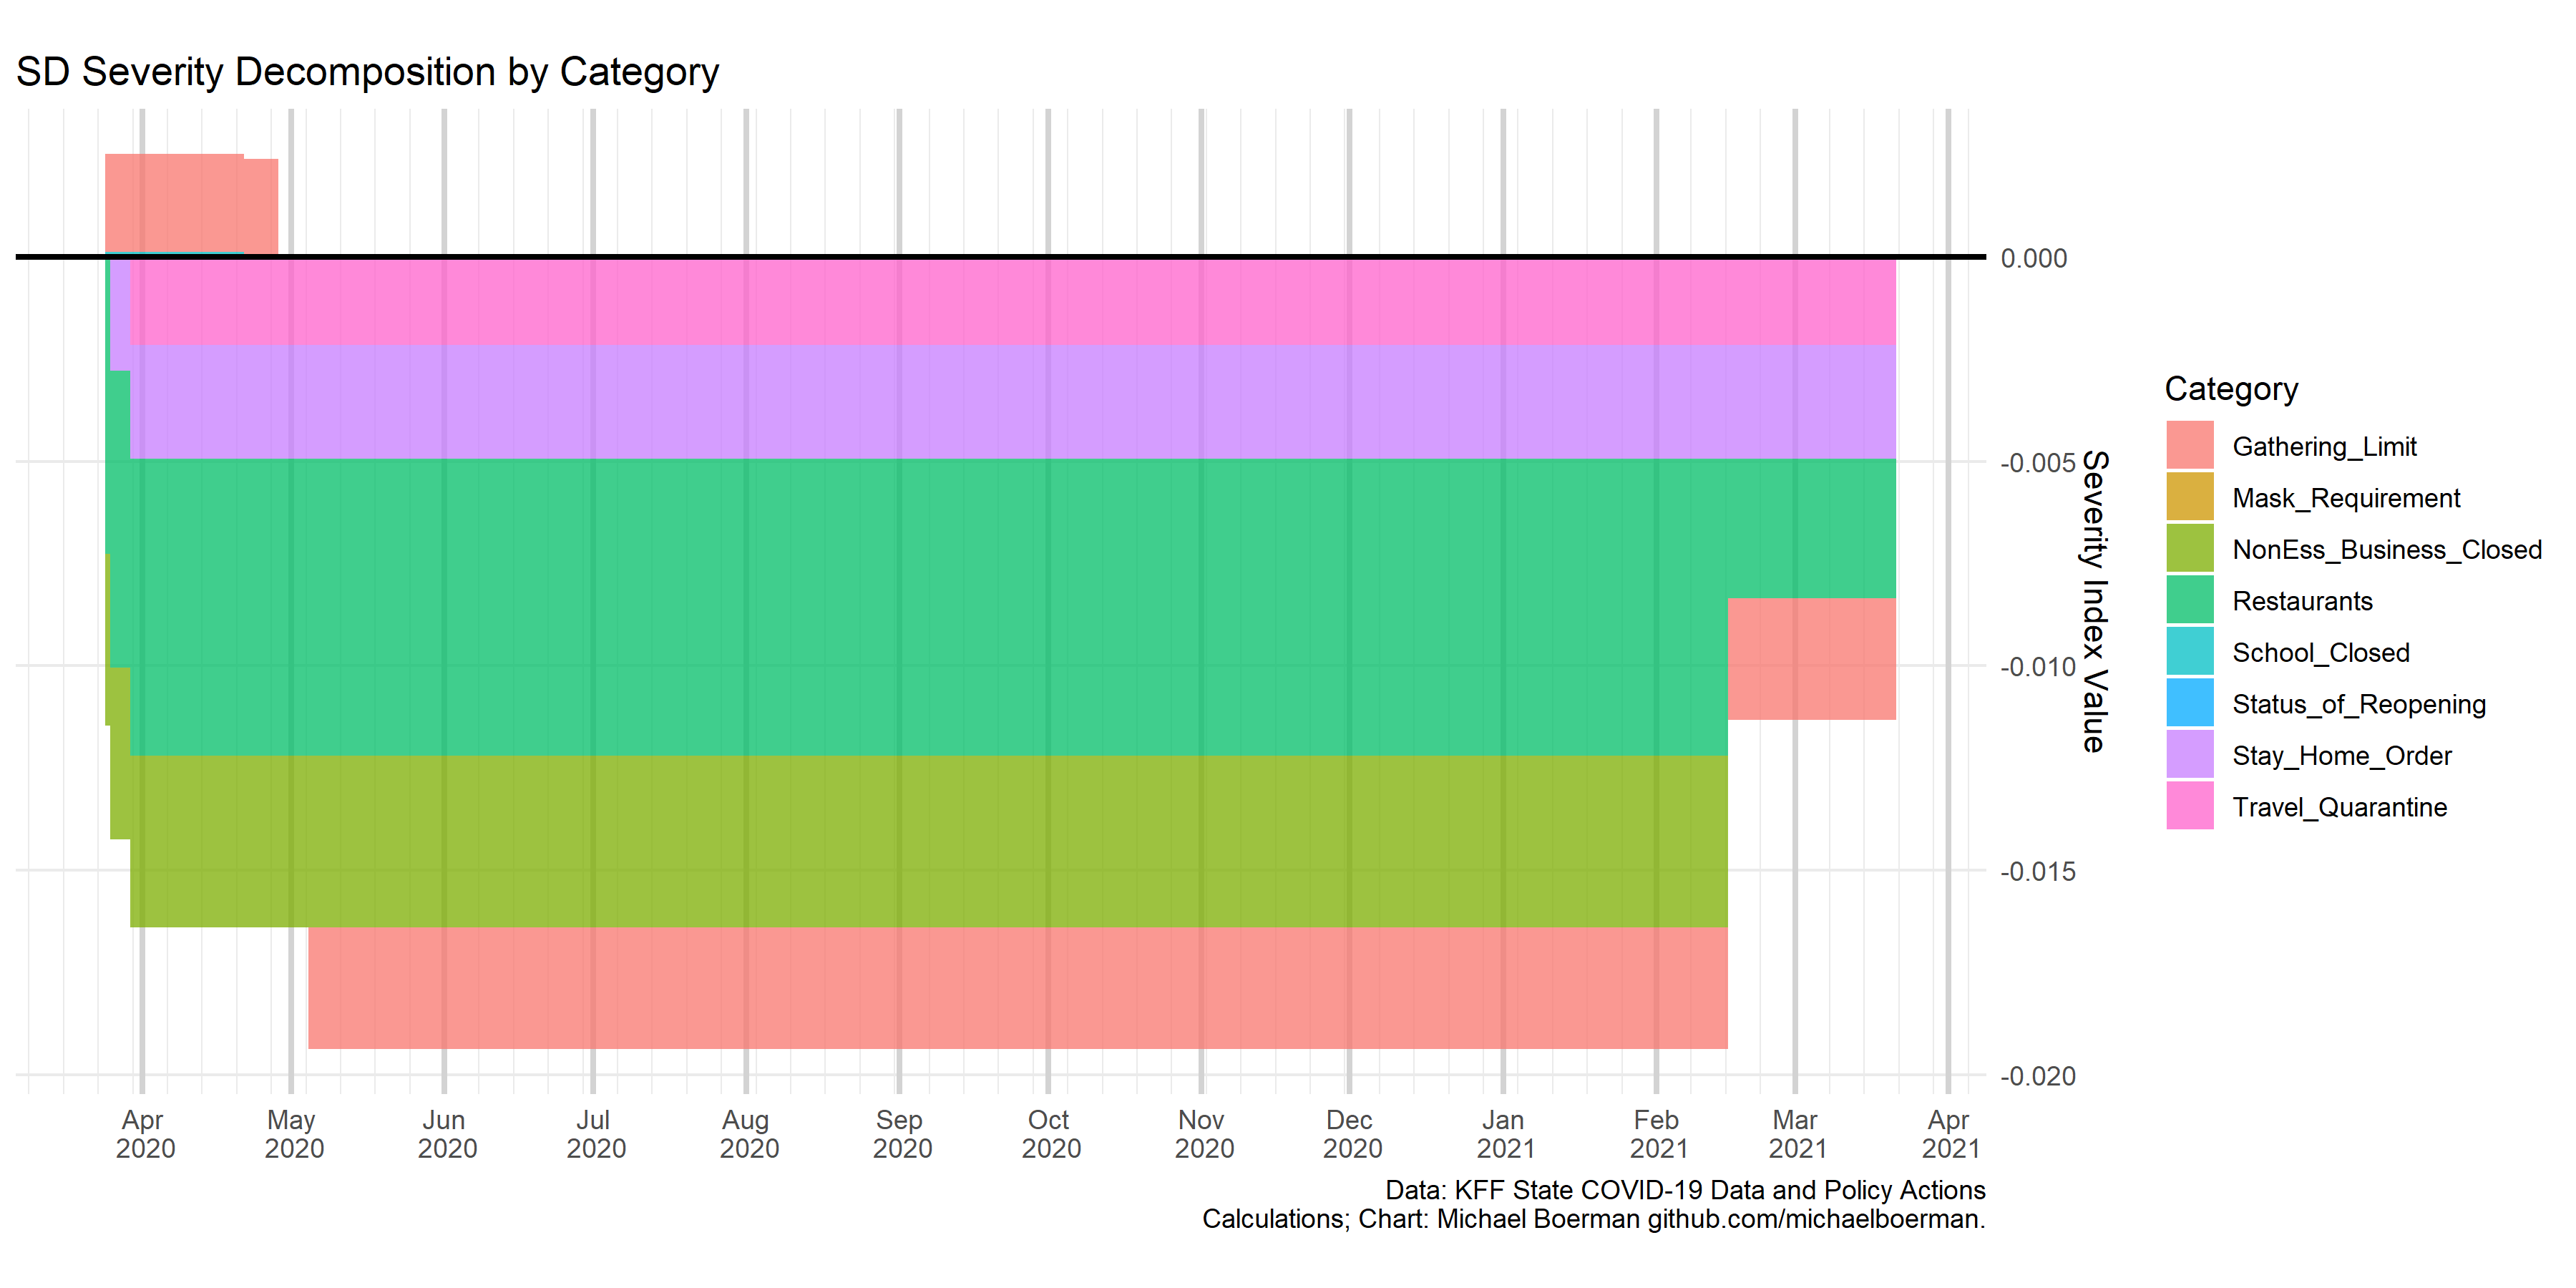 SD Severity Decomposition by Category
0.000
-0.005
-0.010
-0.015
-0.020
Severity Index Value
Category
Gathering_Limit
Mask_Requirement
NonEss_Business_Closed
Restaurants
School_Closed
Status_of_Reopening
Stay_Home_Order
Travel_Quarantine
Apr May Jun Jul Aug Sep Oct Nov Dec Jan Feb Mar Apr
2020 2020 2020 2020 2020 2020 2020 2020 2020 2021 2021 2021 2021
Data: KFF State COVID-19 Data and Policy Actions
Calculations; Chart: Michael Boerman github.com/michaelboerman.